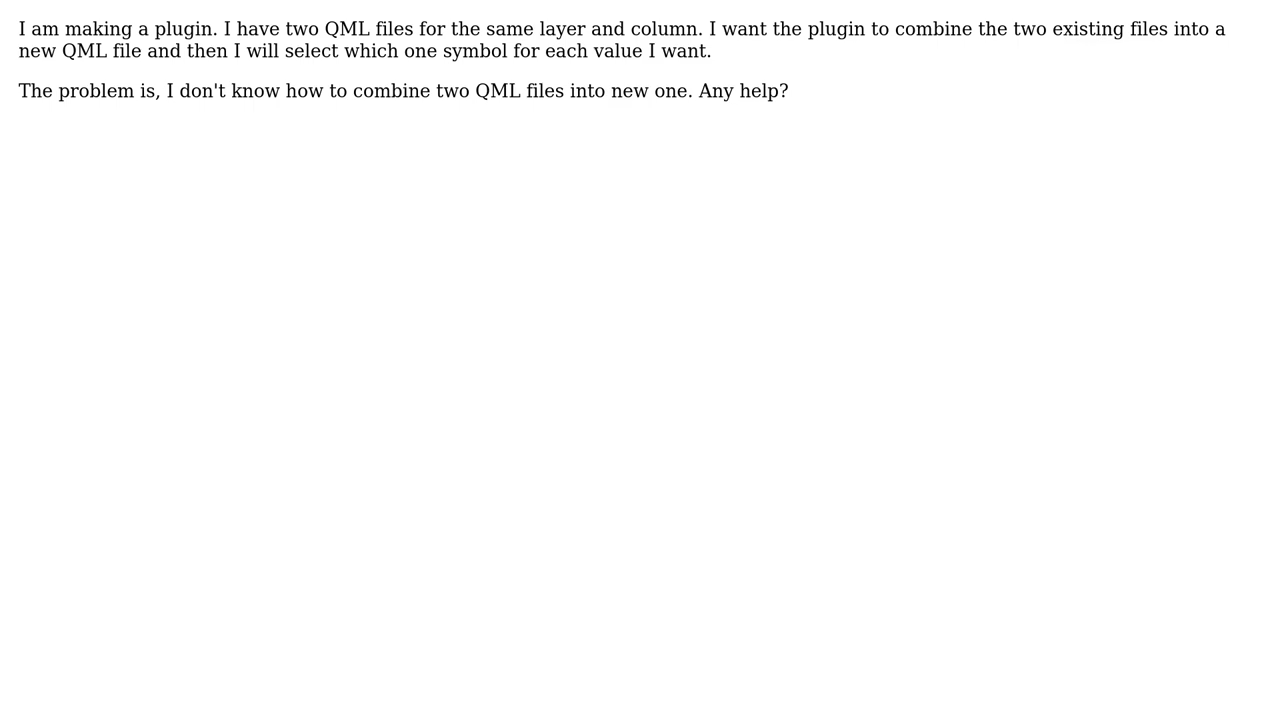 I am making a plugin. I have two QML files for the same layer and column. I want the plugin to combine the two existing files into a
new QML file and then I will select which one symbol for each value I want.
The problem is, I don't know how to combine two QML files into new one. Any help?